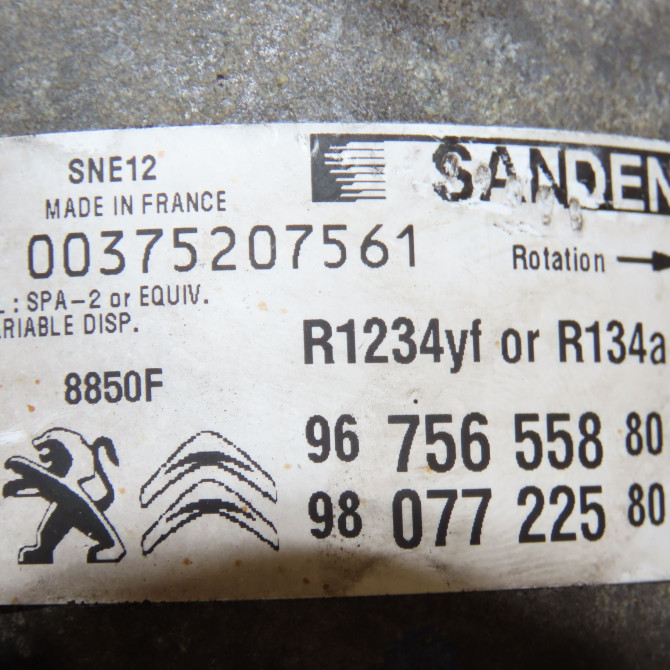 SNE12
SANDEN
MADE IN FRANCE
00375207561
Rotation
L: SPA-2 or EQUIV.
ARIABLE DISP.
R1234yf or R134a
8850F
96 756 558 80
98 077 225 80